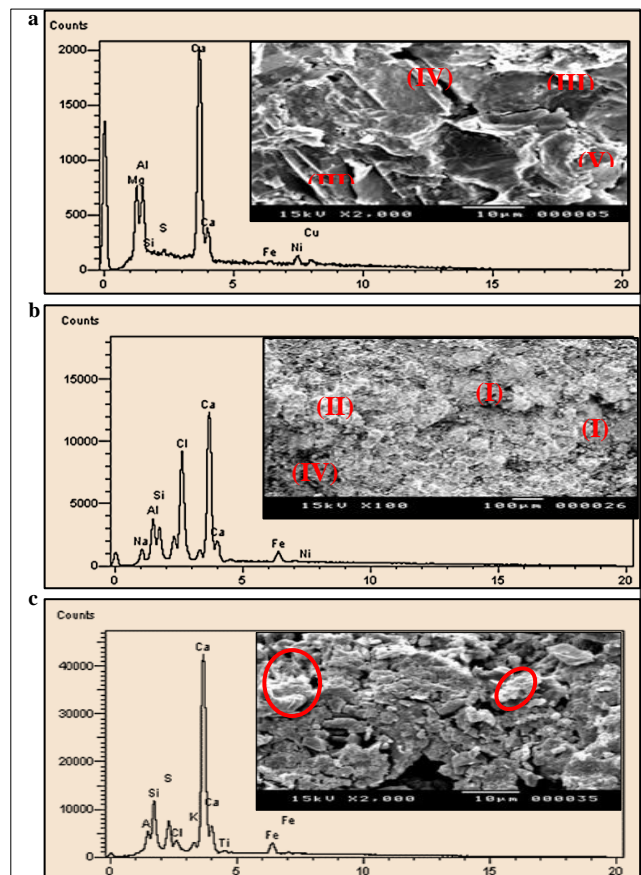 a
Counts
2000
1500
1000
500
0
Ca
Al
Mg
Si
S
Ca
Fe
Ni
Cu
0 5 10 15 20
(IV)
(III)
(V)
(III)
15kV X2,000 10µm 000005
b
Counts
15000
10000
5000
0
Na
Al
Si
Cl
Ca
Ca
Fe
Ni
0 5 10 15 20
(II)
(I)
(I)
(IV)
15kV X100 100µm 000026
c
Counts
40000
30000
20000
10000
0
A
Si
S
Cl
K
Ca
Ca
Ti
Fe
Fe
0 5 10 15 20
15kV X2,000 10µm 000035